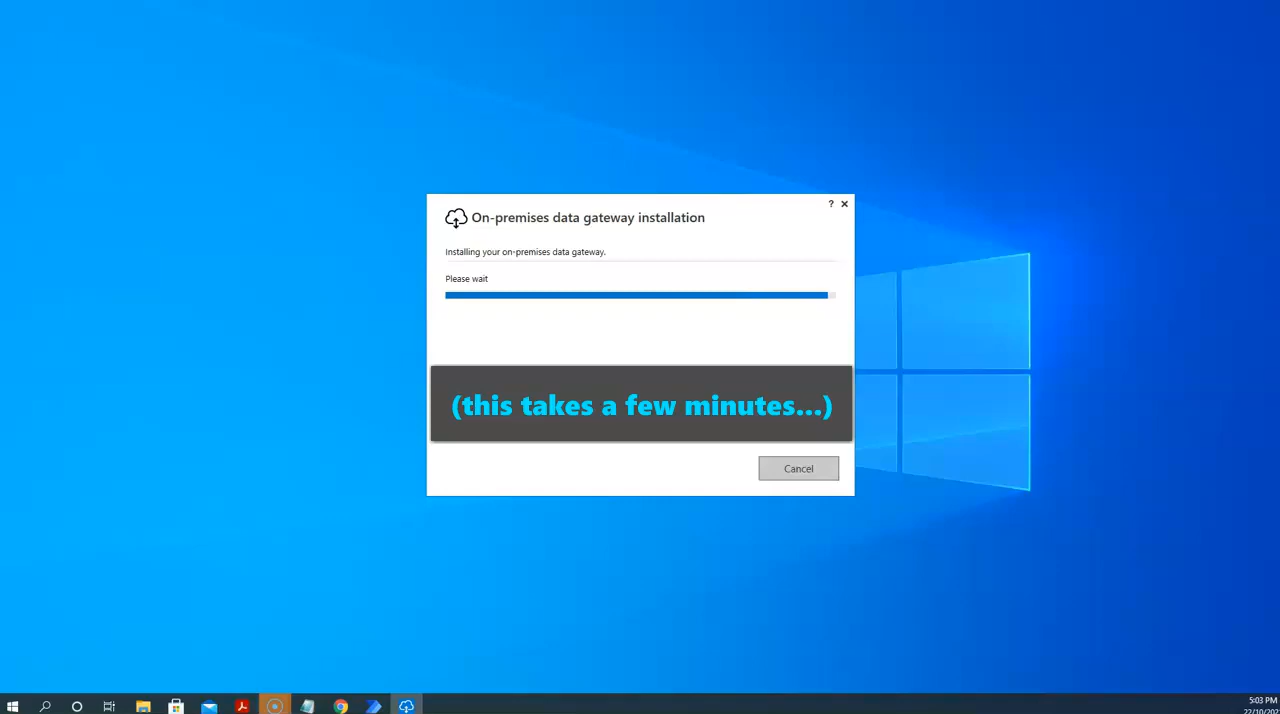 ? ×
On-premises data gateway installation
Installing your on-premises data gateway.
Please wait
(this takes a few minutes...)
Cancel
5:03 PM